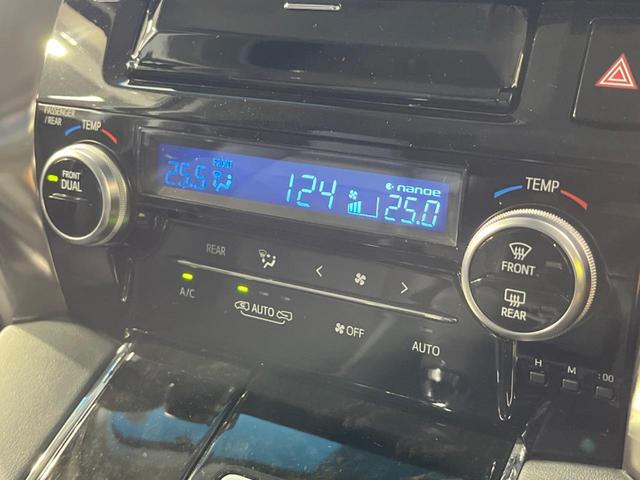 PASSENGER
/REAR
TEMP
FRONT
DUAL
FRONT
25.5
124
nanoe
25.0
TEMP
FRONT
REAR
REAR
A/C
AUTO
OFF
AUTO
H
M
:00